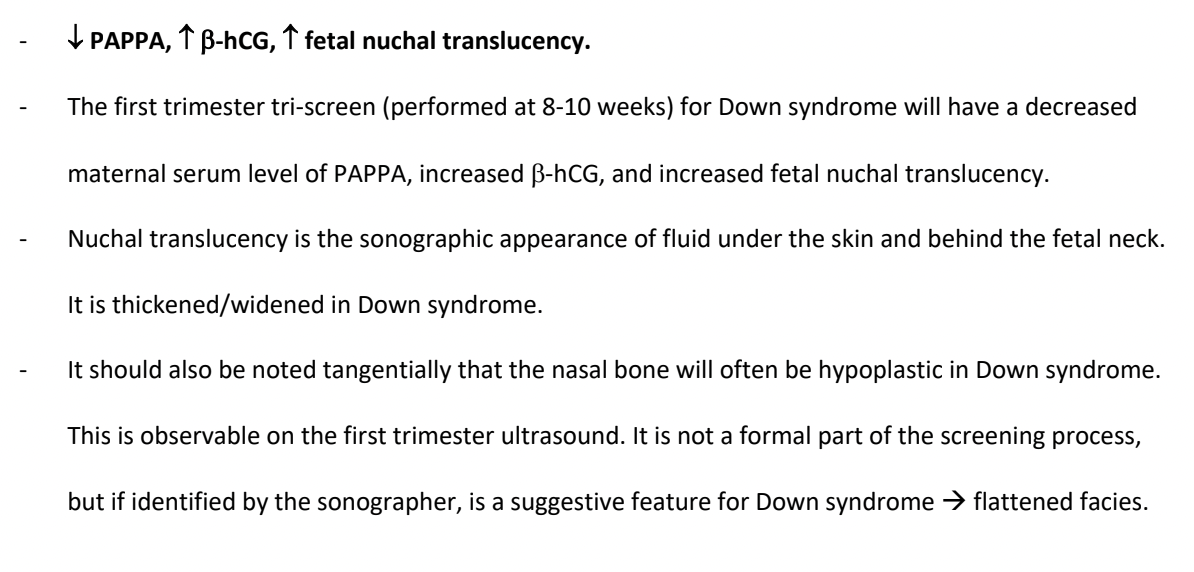 - ↓ PAPPA, ↑ β-hCG, ↑ fetal nuchal translucency.
- The first trimester tri-screen (performed at 8-10 weeks) for Down syndrome will have a decreased
maternal serum level of PAPPA, increased β-hCG, and increased fetal nuchal translucency.
- Nuchal translucency is the sonographic appearance of fluid under the skin and behind the fetal neck.
It is thickened/widened in Down syndrome.
- It should also be noted tangentially that the nasal bone will often be hypoplastic in Down syndrome.
This is observable on the first trimester ultrasound. It is not a formal part of the screening process,
but if identified by the sonographer, is a suggestive feature for Down syndrome → flattened facies.